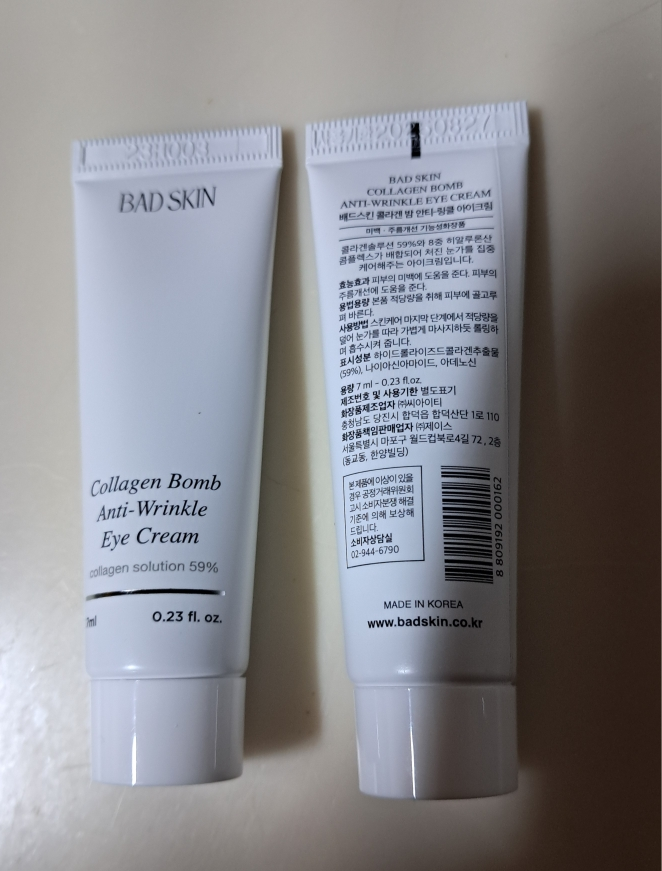 23H003
BAD SKIN
Collagen Bomb
Anti-Wrinkle
Eye Cream
collagen solution 59%
7ml 0.23 fl. oz.
20250827
BAD SKIN
COLLAGEN BOMB
ANTI-WRINKLE EYE CREAM
배드스킨 콜라겐 밤 안티-링클 아이크림
미백 · 주름개선 기능성화장품
콜라겐솔루션 59%와 8중 히알루론산
콤플렉스가 배합되어 처진 눈가를 집중
케어해주는 아이크림입니다.
효능효과 피부의 미백에 도움을 준다. 피부의
주름개선에 도움을 준다.
용법용량 본품 적당량을 취해 피부에 골고루
펴 바른다.
사용방법 스킨케어 마지막 단계에서 적당량을
덜어 눈가를 따라 가볍게 마사지하듯 롤링하
며 흡수시켜 줍니다.
표시성분 하이드롤라이즈드콜라겐추출물
(59%), 나이아신아마이드, 아데노신
용량 7 ml - 0.23 fl.oz.
제조번호 및 사용기한 별도표기
화장품제조업자 ㈜씨아이티
충청남도 당진시 합덕읍 합덕산단 1로 110
화장품책임판매업자 ㈜제이스
서울특별시 마포구 월드컵북로4길 72, 2층
(동교동, 한양빌딩)
본 제품에 이상이 있을
경우 공정거래위원회
고시 소비자분쟁 해결
기준에 의해 보상해
드립니다.
소비자상담실
02-944-6790
8 809192 000162
MADE IN KOREA
www.badskin.co.kr